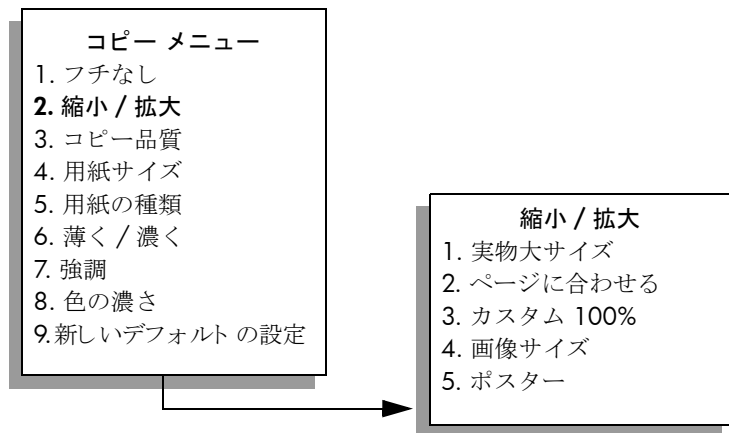 コピー メニュー
1. フチなし
2. 縮小 / 拡大
3. コピー品質
4. 用紙サイズ
5. 用紙の種類
6. 薄く / 濃く
7. 強調
8. 色の濃さ
9.新しいデフォルト の設定
縮小 / 拡大
1. 実物大サイズ
2. ページに合わせる
3. カスタム 100%
4. 画像サイズ
5. ポスター